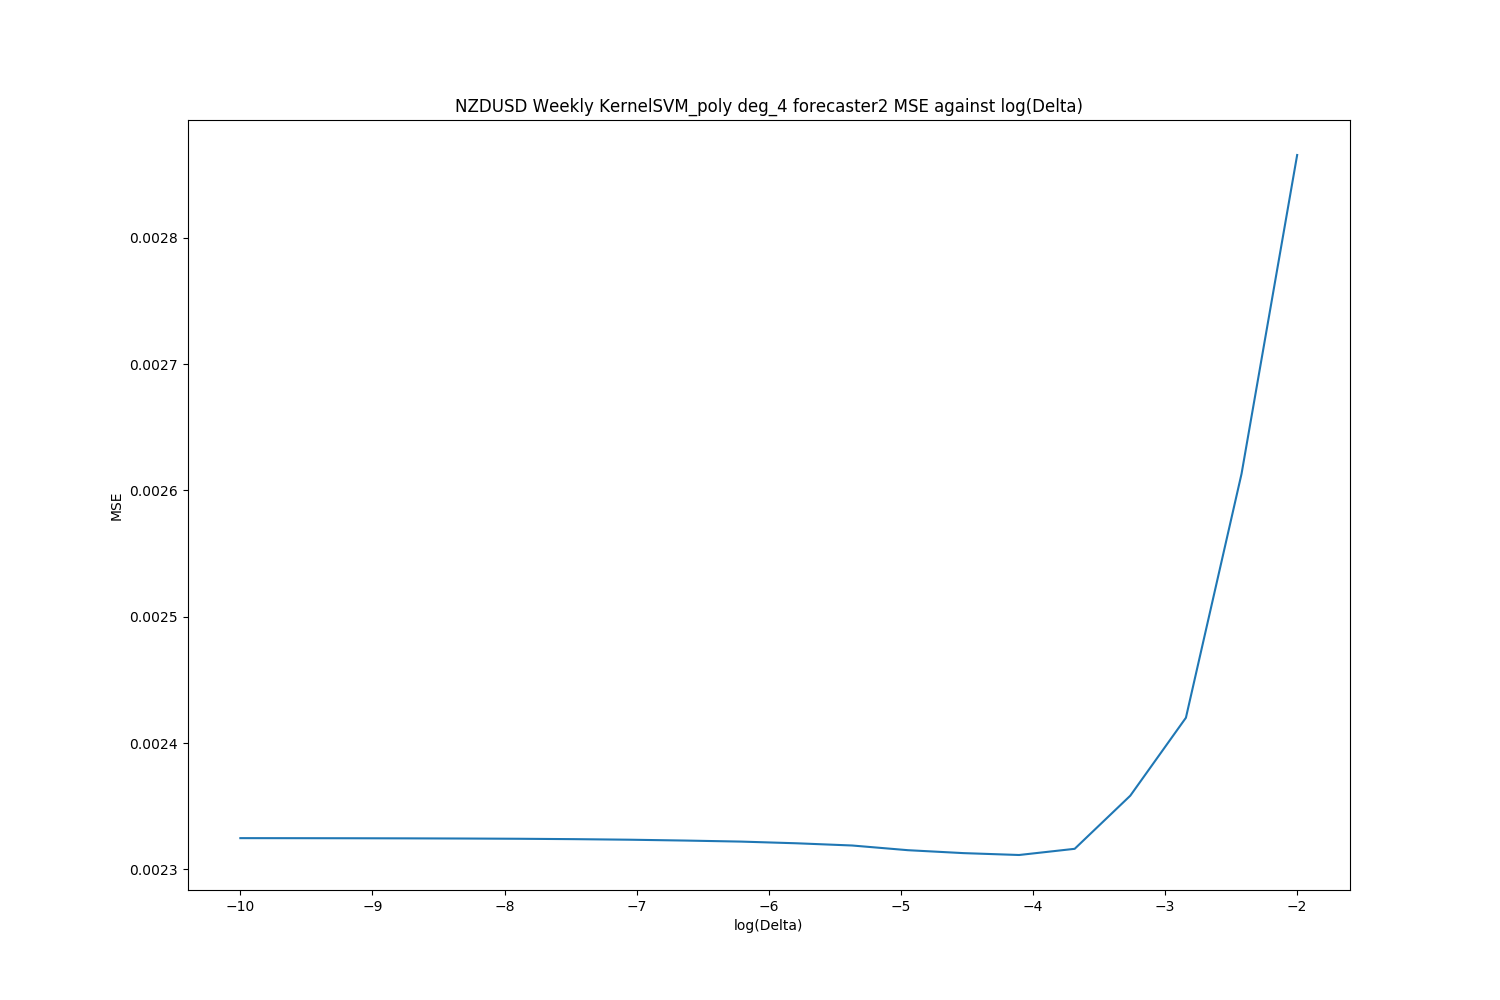 NZDUSD Weekly KernelSVM_poly deg_4 forecaster2 MSE against log(Delta)
0.0028
0.0027
0.0026
0.0025
0.0024
0.0023
MSE
−10 −9 −8 −7 −6 −5 −4 −3 −2
log(Delta)